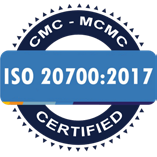 CMC - MCMC
ISO 20700:2017
CERTIFIED